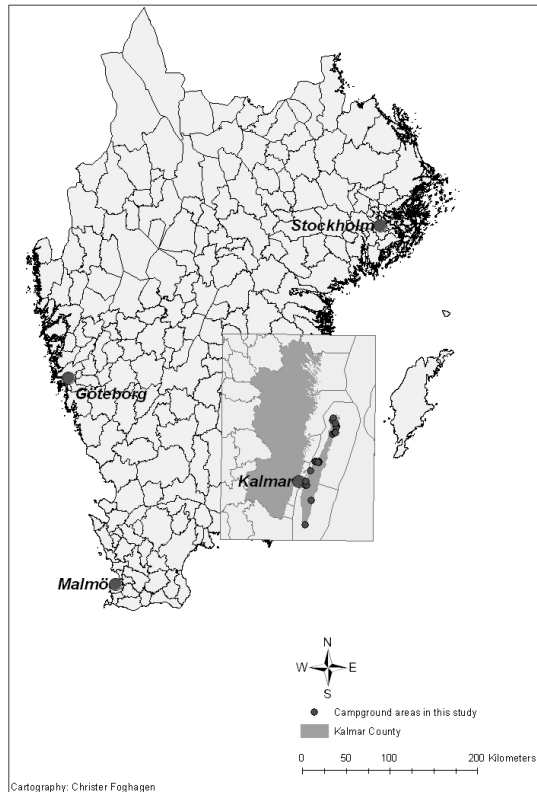 Stockholm
Göteborg
Kalmar
Malmö
N
W E
S
Campground areas in this study
Kalmar County
0 50 100 200 Kilometers
Cartography: Christer Foghagen